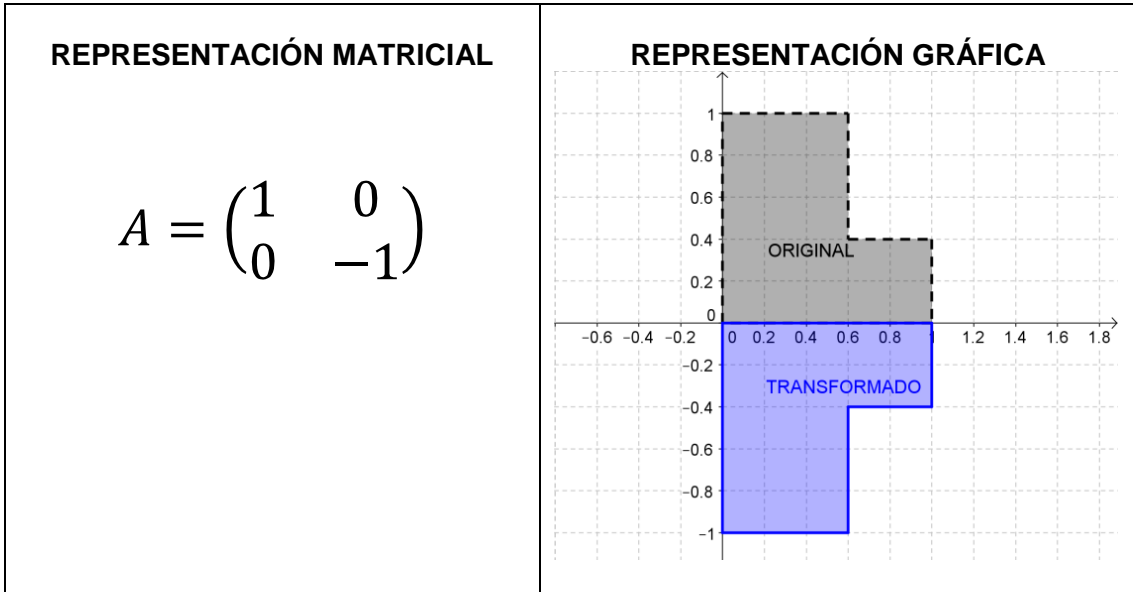 REPRESENTACIÓN MATRICIAL
A = (1 0
0 −1)
REPRESENTACIÓN GRÁFICA
1
0.8
0.6
0.4
ORIGINAL
0.2
0
−0.6 −0.4 −0.2 0 0.2 0.4 0.6 0.8 1.2 1.4 1.6 1.8
−0.2
TRANSFORMADO
−0.4
−0.6
−0.8
−1